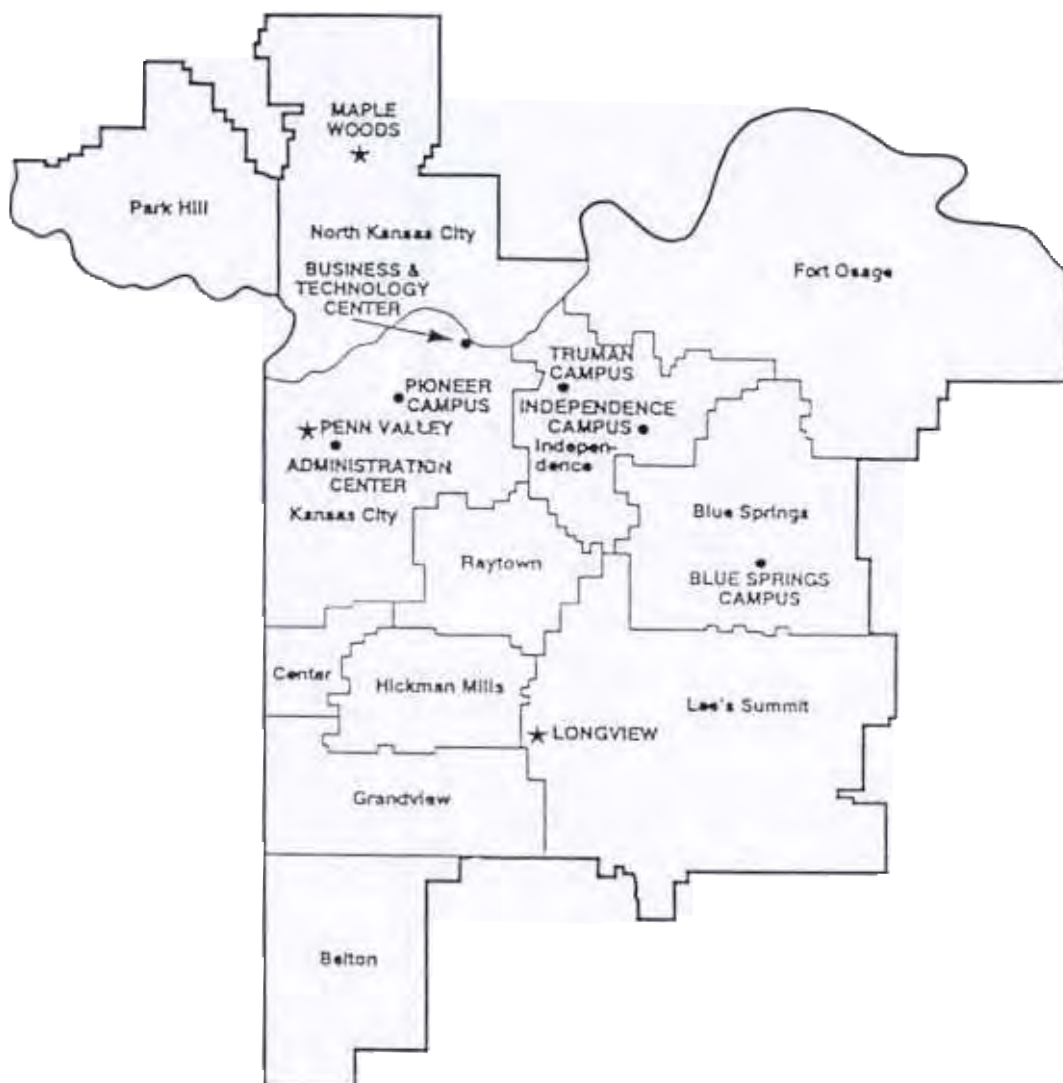 MAPLE
WOODS
Park Hill
North Kansas City
BUSINESS &
TECHNOLOGY
CENTER
Fort Osage
TRUMAN
CAMPUS
PIONEER
CAMPUS
INDEPENDENCE
CAMPUS
PENN VALLEY
Indepen-
dence
ADMINISTRATION
CENTER
Kansas City
Blue Springs
Raytown
BLUE SPRINGS
CAMPUS
Center
Hickman Mills
Lee's Summit
LONGVIEW
Grandview
Belton